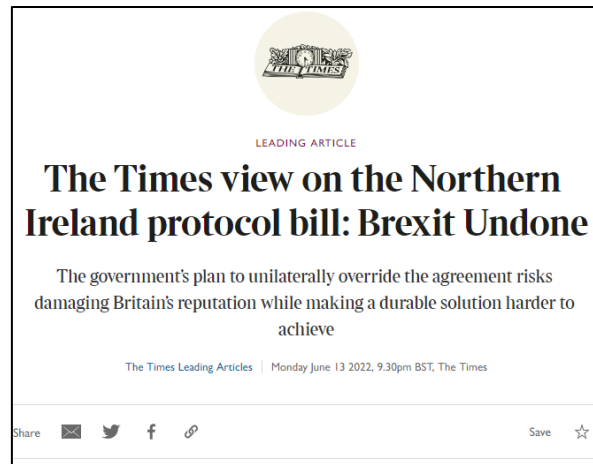 THE TIMES
LEADING ARTICLE
The Times view on the Northern
Ireland protocol bill: Brexit Undone
The government’s plan to unilaterally override the agreement risks
damaging Britain’s reputation while making a durable solution harder to
achieve
The Times Leading Articles | Monday June 13 2022, 9.30pm BST, The Times
Share Save